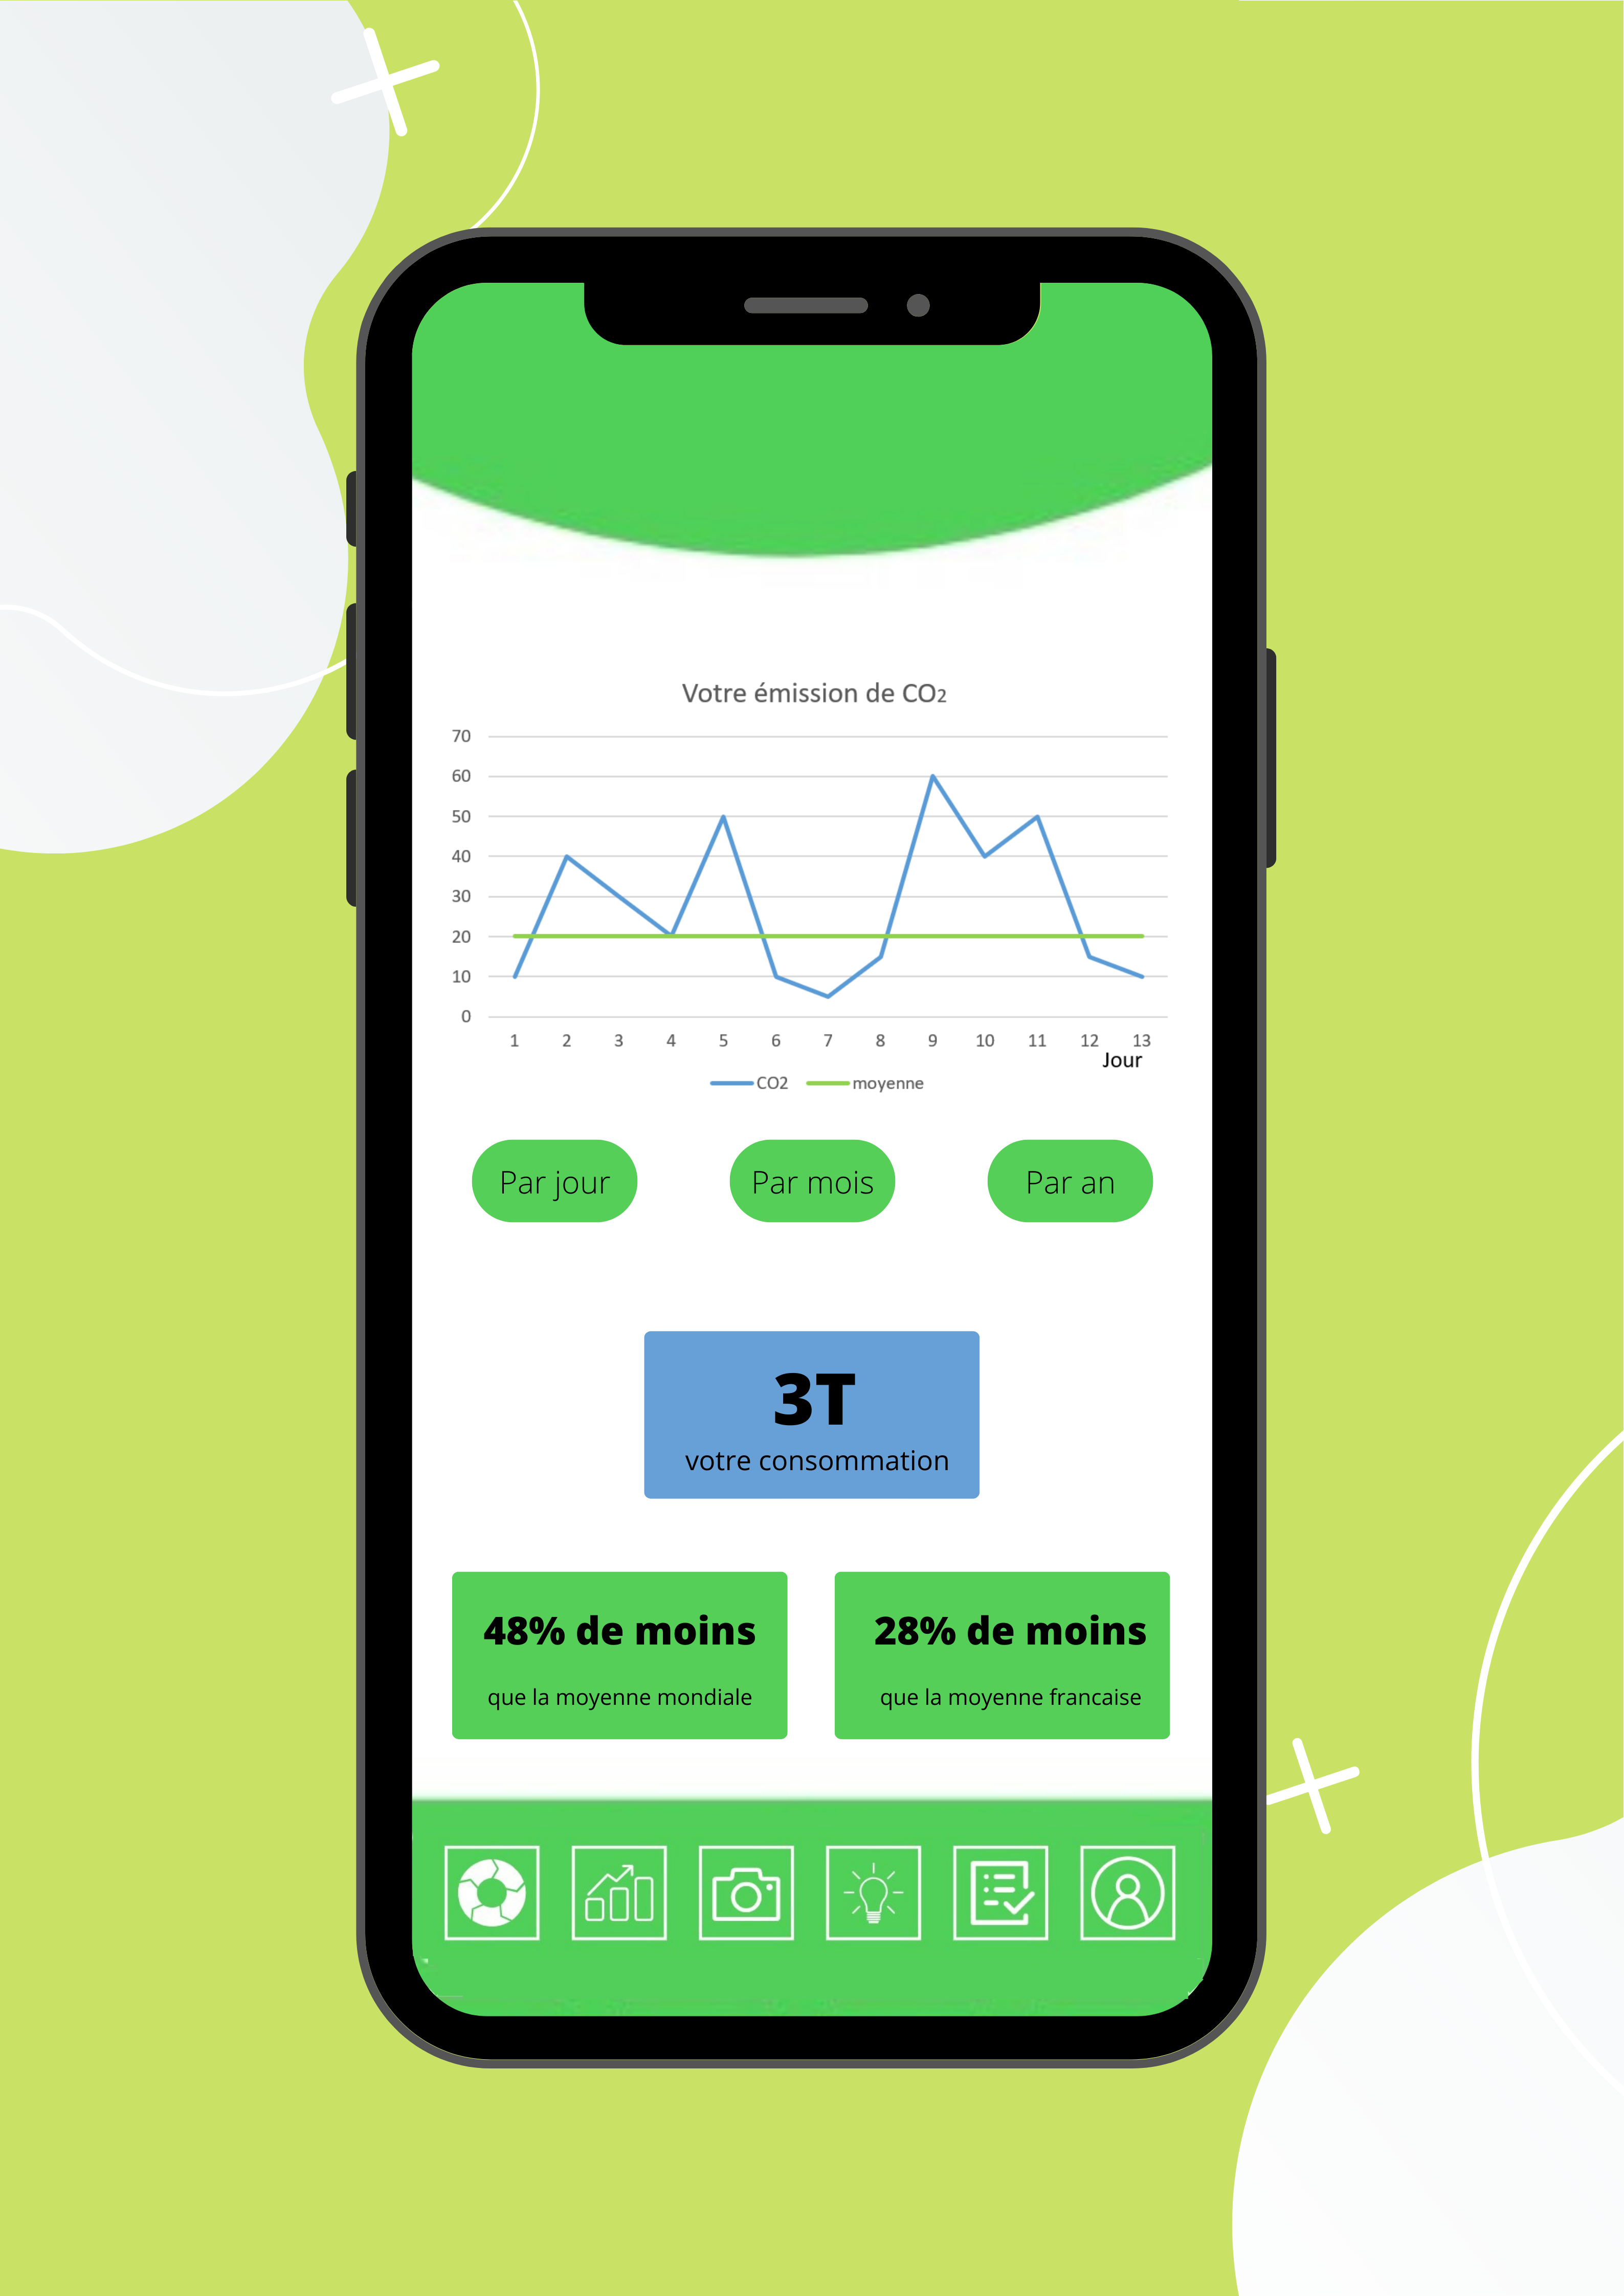 Votre émission de CO2
70
60
50
40
30
20
10
0
1 2 3 4 5 6 7 8 9 10 11 12 13
Jour
CO2 moyenne
Par jour Par mois Par an
3T
votre consommation
48% de moins
que la moyenne mondiale
28% de moins
que la moyenne francaise